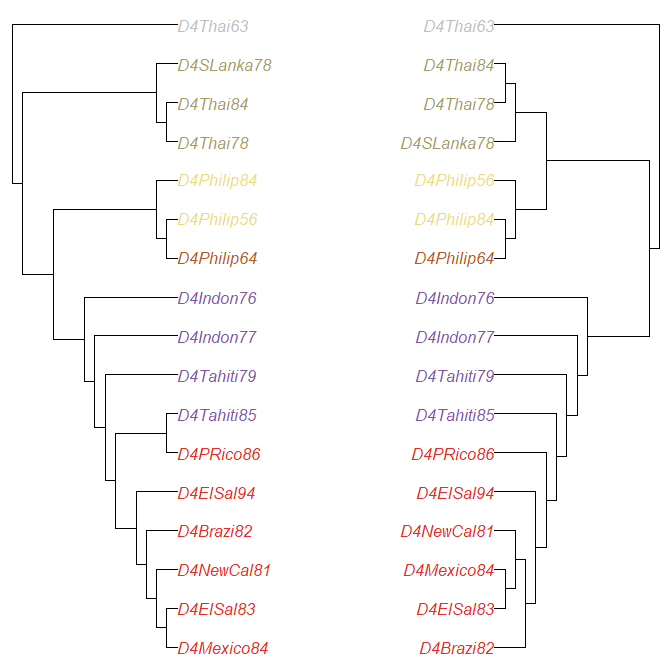 D4Thai63 D4Thai63
D4SLanka78 D4Thai84
D4Thai84 D4Thai78
D4Thai78 D4SLanka78
D4Philip84 D4Philip56
D4Philip56 D4Philip84
D4Philip64 D4Philip64
D4Indon76 D4Indon76
D4Indon77 D4Indon77
D4Tahiti79 D4Tahiti79
D4Tahiti85 D4Tahiti85
D4PRico86 D4PRico86
D4ElSal94 D4ElSal94
D4Brazi82 D4NewCal81
D4NewCal81 D4Mexico84
D4ElSal83 D4ElSal83
D4Mexico84 D4Brazi82